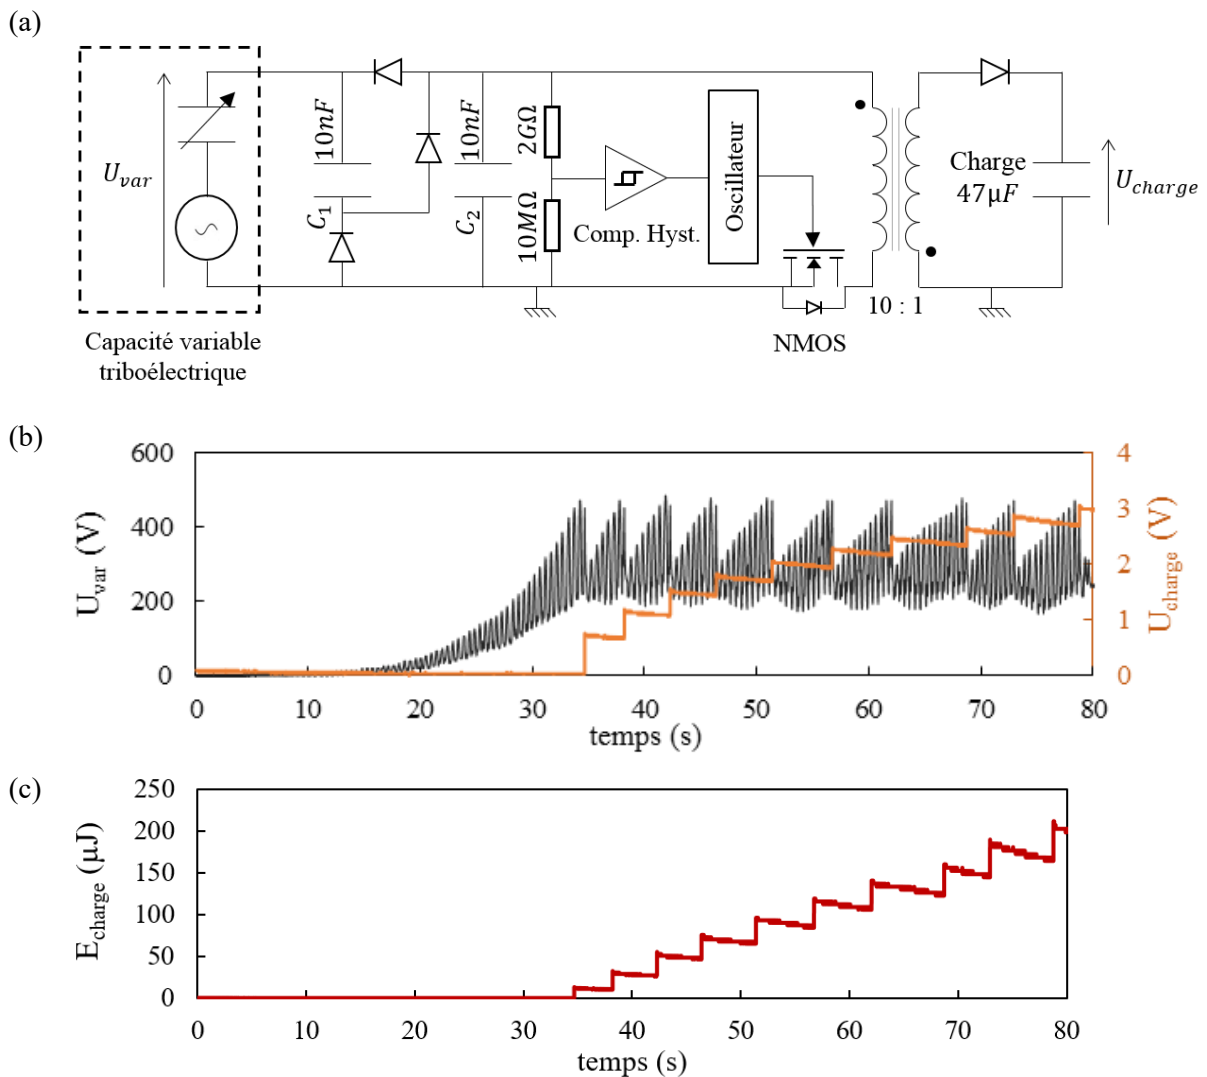 (a)
U_var
10nF
C_1
10nF
C_2
2GΩ
10MΩ
Comp. Hyst.
Oscillateur
NMOS
10 : 1
Charge
47µF
U_charge
Capacité variable
triboélectrique
(b)
U_var (V)
600
400
200
0
4
3
2
1
0
U_charge (V)
0 10 20 30 40 50 60 70 80
temps (s)
(c)
E_charge (µJ)
250
200
150
100
50
0
0 10 20 30 40 50 60 70 80
temps (s)